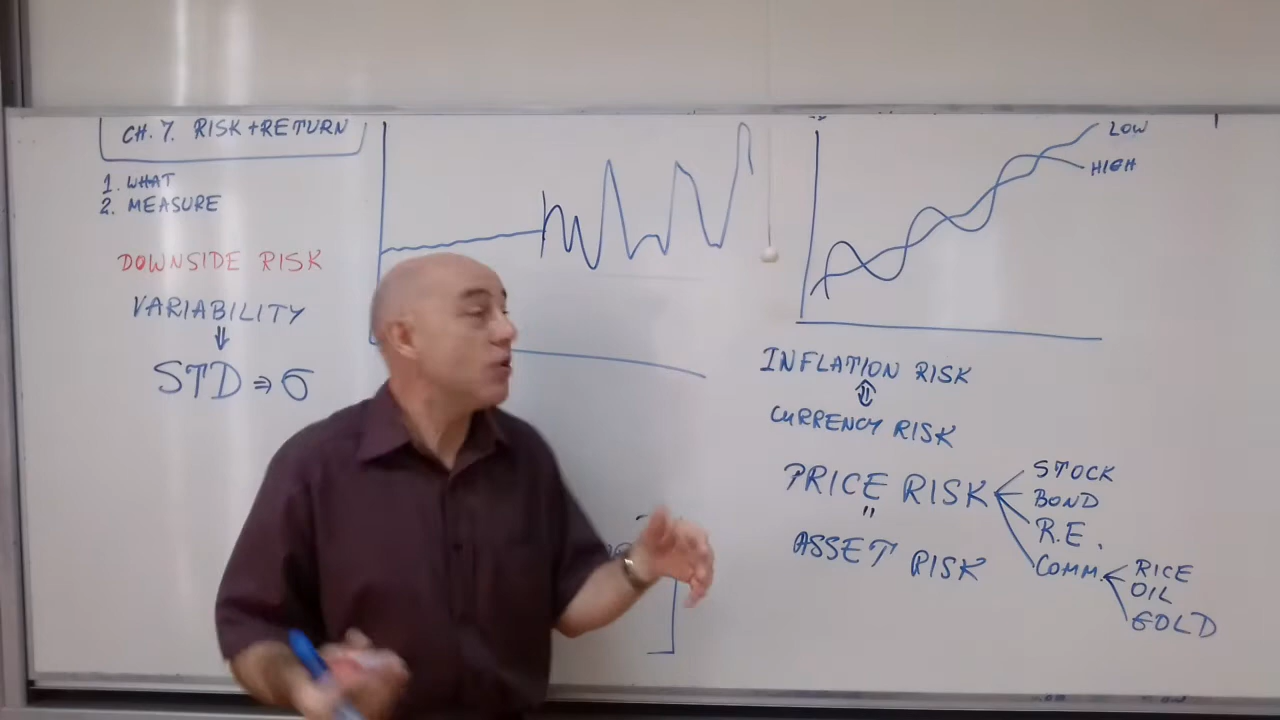 CH. 7. RISK + RETURN
1. WHAT
2. MEASURE
DOWNSIDE RISK
VARIABILITY
⇓
STD ⇒ σ
LOW
HIGH
INFLATION RISK
⇕
CURRENCY RISK
PRICE RISK
"
ASSET RISK
STOCK
BOND
R.E.
COMM.
RICE
OIL
GOLD